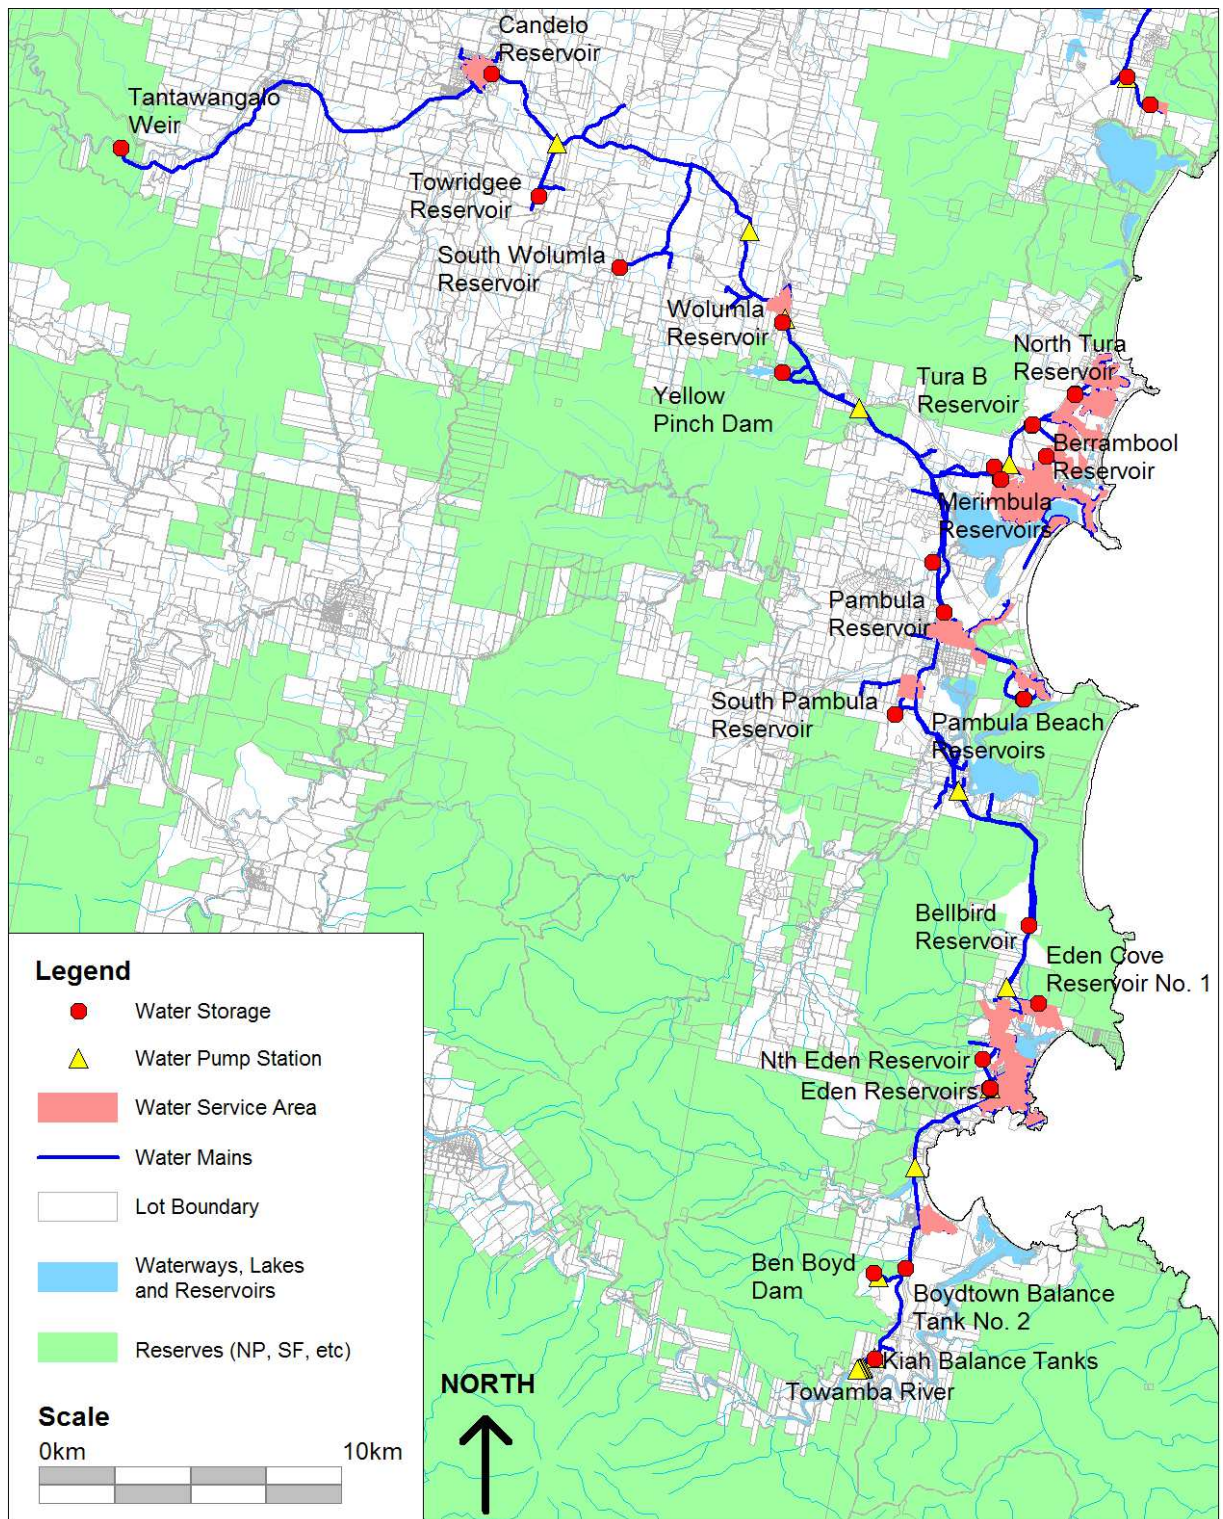 Candelo
Reservoir
Tantawangalo
Weir
Towridgee
Reservoir
South Wolumla
Reservoir
Wolumla
Reservoir
North Tura
Reservoir
Tura B
Reservoir
Yellow
Pinch Dam
Berrambool
Reservoir
Merimbula
Reservoirs
Pambula
Reservoir
South Pambula
Reservoir
Pambula Beach
Reservoirs
Bellbird
Reservoir
Eden Cove
Reservoir No. 1
Nth Eden Reservoir
Eden Reservoirs
Ben Boyd
Dam
Boydtown Balance
Tank No. 2
Kiah Balance Tanks
Towamba River
Legend
Water Storage
Water Pump Station
Water Service Area
Water Mains
Lot Boundary
Waterways, Lakes
and Reservoirs
Reserves (NP, SF, etc)
Scale
0km 10km
NORTH